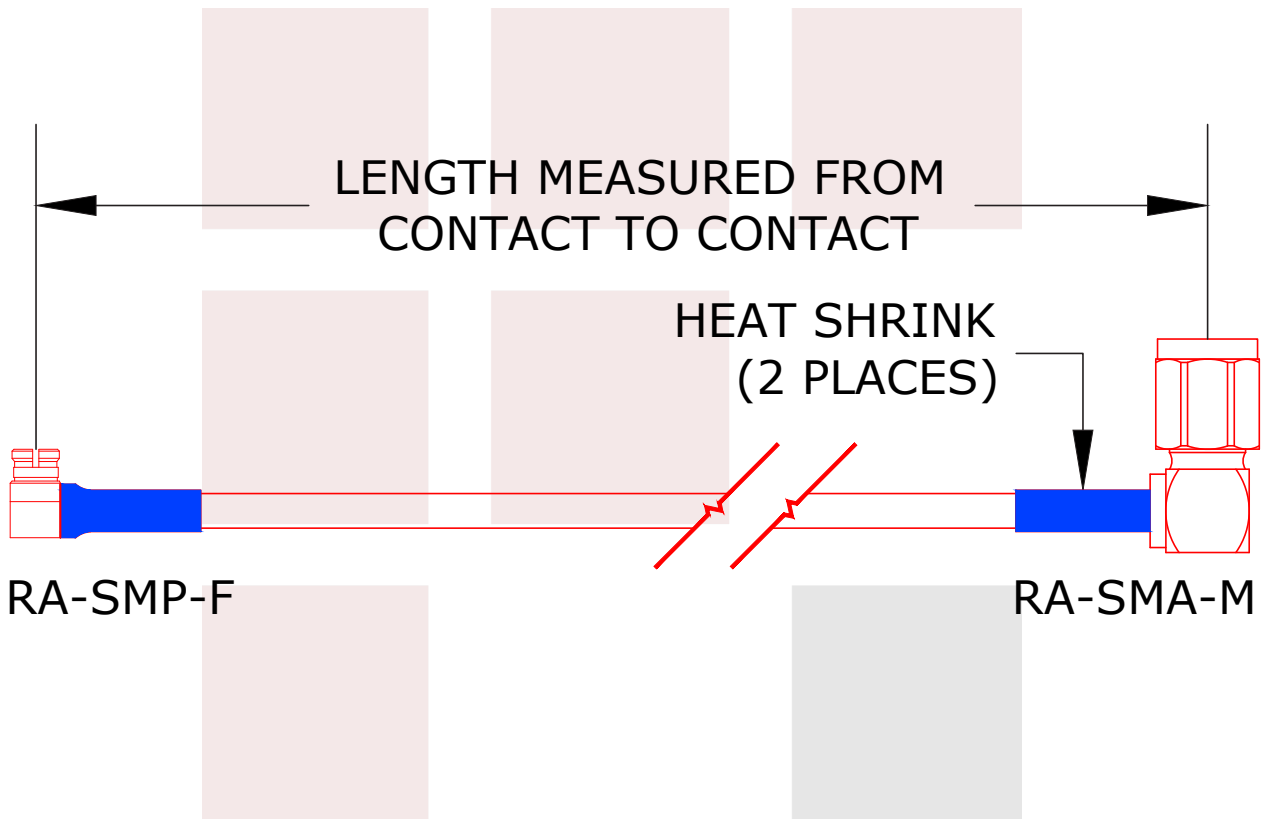 LENGTH MEASURED FROM
CONTACT TO CONTACT
HEAT SHRINK
(2 PLACES)
RA-SMP-F
RA-SMA-M